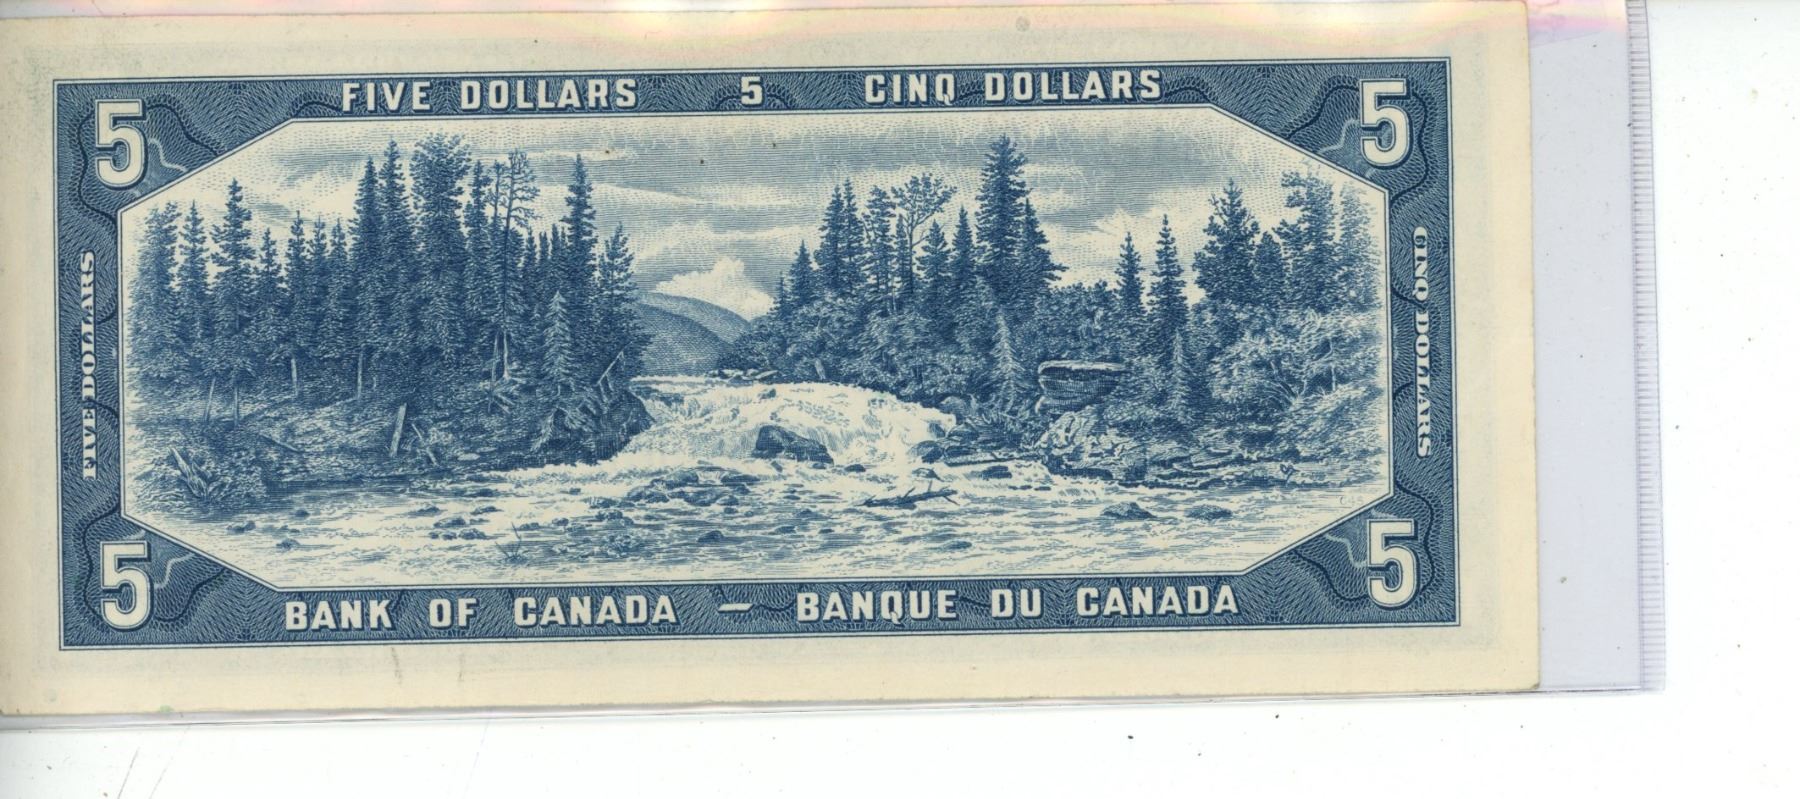 FIVE DOLLARS 5 CINQ DOLLARS
5
5
FIVE DOLLARS
CINQ DOLLARS
5
5
BANK OF CANADA – BANQUE DU CANADA